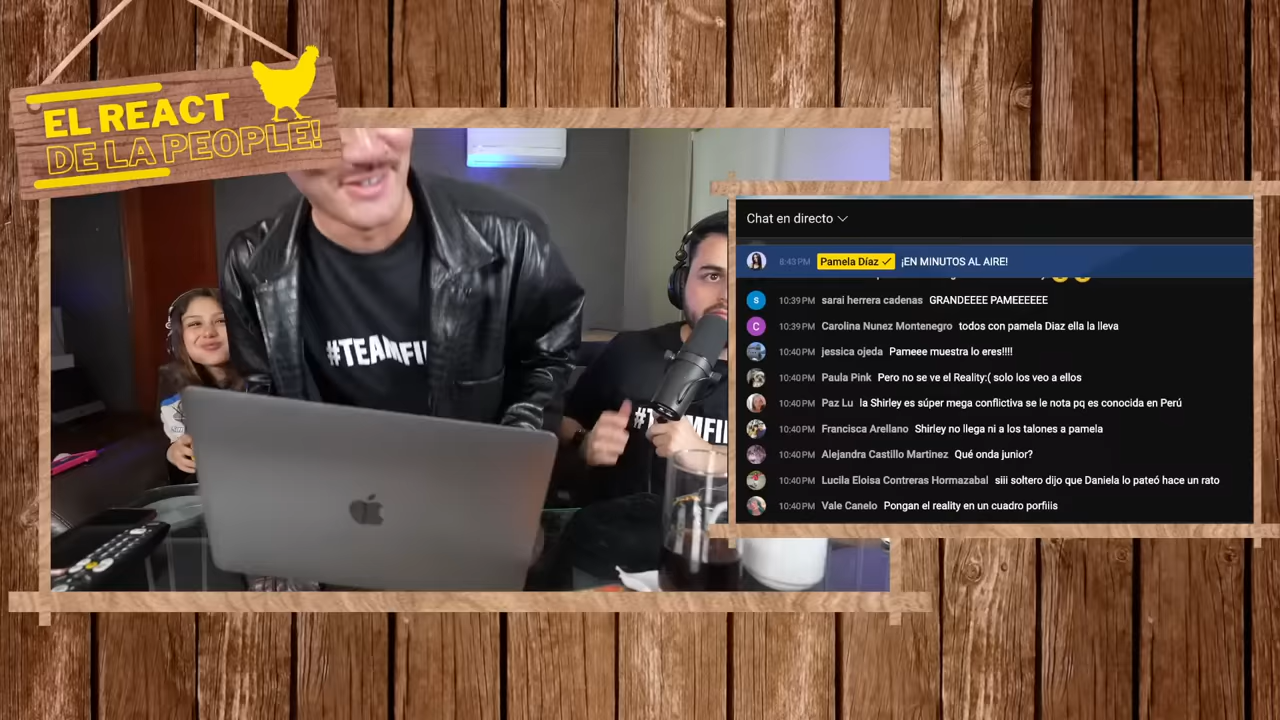 EL REACT
DE LA PEOPLE!
#TEAMFI
#TEAMFI
Chat en directo
8:43 PM Pamela Díaz ¡EN MINUTOS AL AIRE!
10:39 PM sarai herrera cadenas GRANDEEEE PAMEEEEEE
10:39 PM Carolina Nunez Montenegro todos con pamela Diaz ella la lleva
10:40 PM jessica ojeda Pameee muestra lo eres!!!!
10:40 PM Paula Pink Pero no se ve el Reality:( solo los veo a ellos
10:40 PM Paz Lu la Shirley es súper mega conflictiva se le nota pq es conocida en Perú
10:40 PM Francisca Arellano Shirley no llega ni a los talones a pamela
10:40 PM Alejandra Castillo Martinez Qué onda junior?
10:40 PM Lucila Eloisa Contreras Hormazabal siii soltero dijo que Daniela lo pateó hace un rato
10:40 PM Vale Canelo Pongan el reality en un cuadro porfiiis